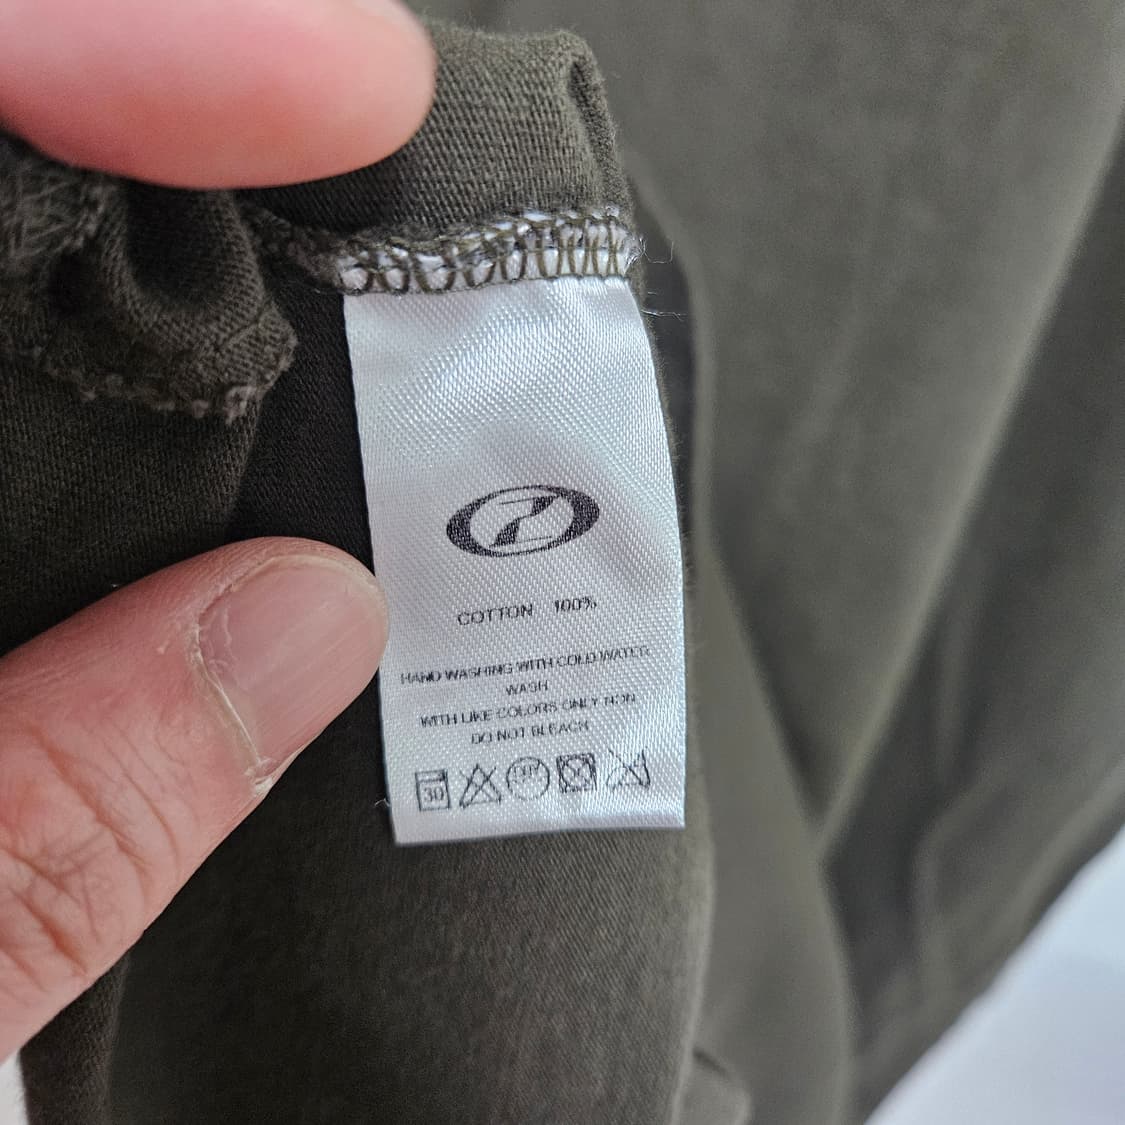 COTTON 100%
HAND WASHING WITH COLD WATER
WASH
WITH LIKE COLORS ONLY NON
DO NOT BLEACH
30